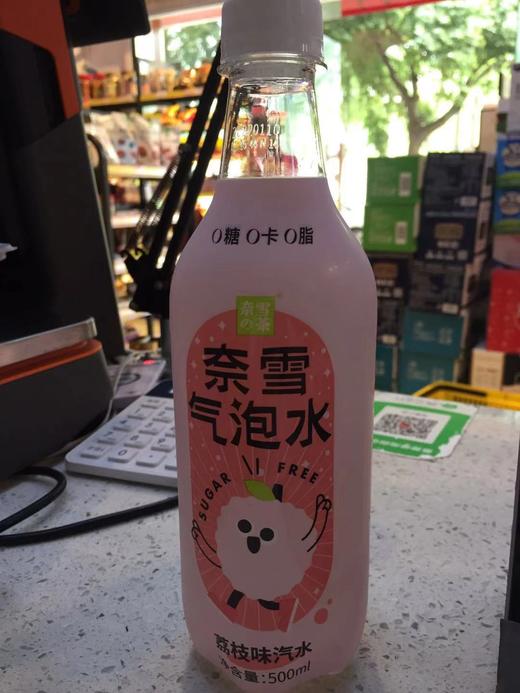 0糖 0卡 0脂
奈雪
の茶
奈雪
气泡水
SUGAR FREE
荔枝味汽水
净含量:500ml